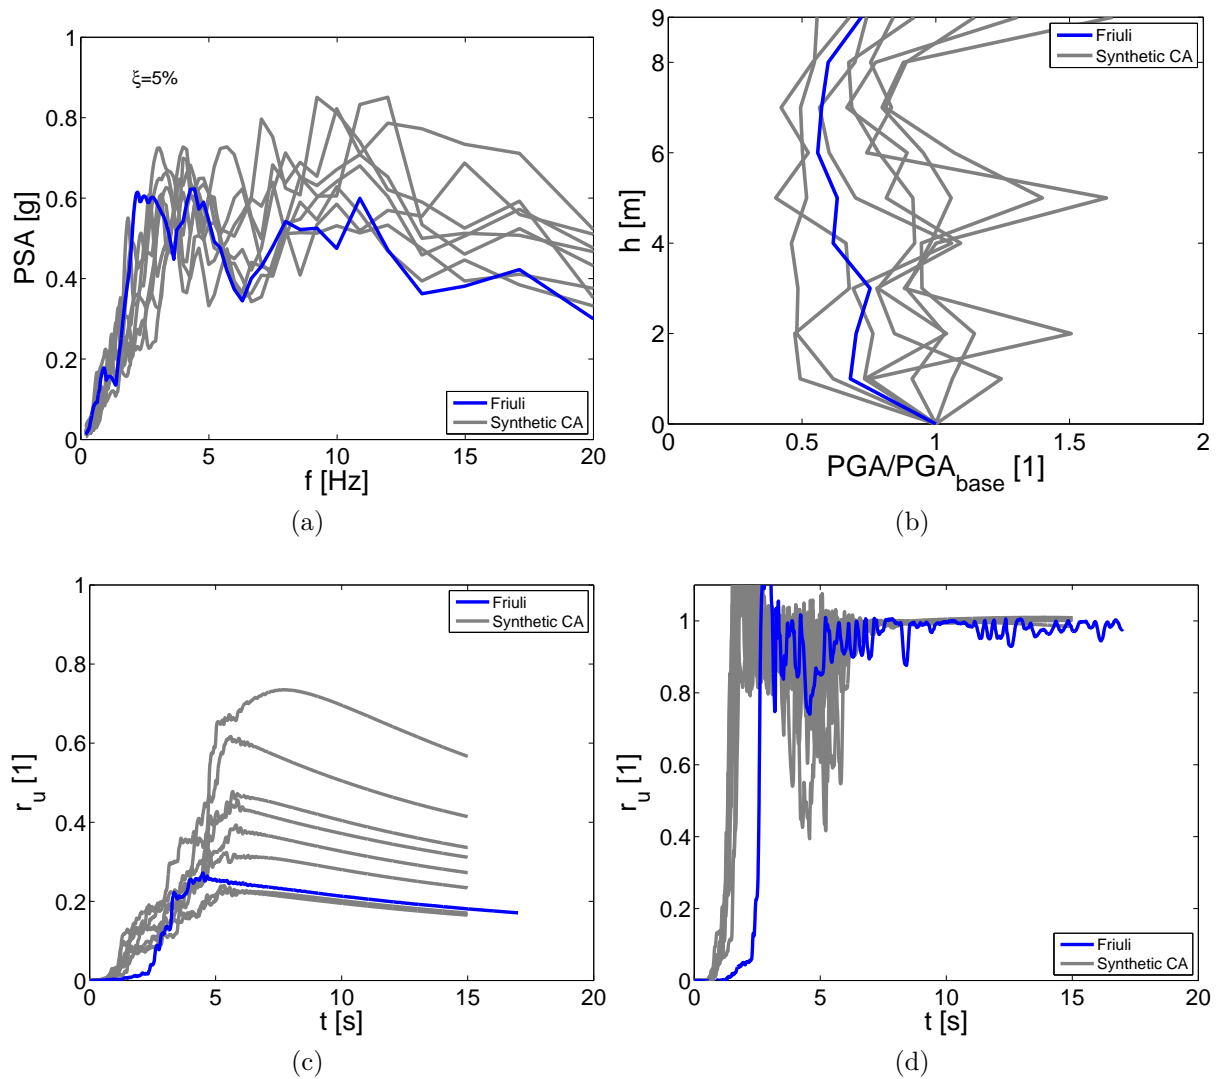 1
0.8
0.6
0.4
0.2
0
PSA [g]
ξ=5%
Friuli
Synthetic CA
0 5 10 15 20
f [Hz]
(a)
9
8
6
4
2
0
h [m]
Friuli
Synthetic CA
0 0.5 1 1.5 2
PGA/PGA_base [1]
(b)
1
0.8
0.6
0.4
0.2
0
r_u [1]
Friuli
Synthetic CA
0 5 10 15 20
t [s]
(c)
1
0.8
0.6
0.4
0.2
0
r_u [1]
Friuli
Synthetic CA
0 5 10 15 20
t [s]
(d)